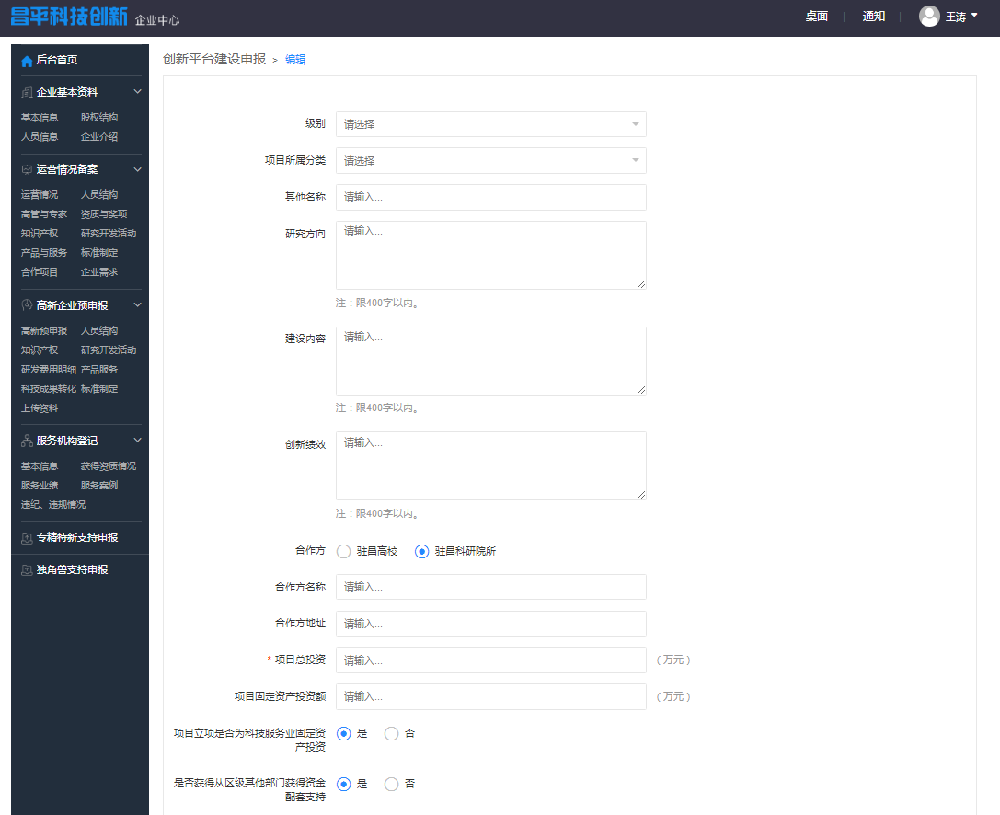 昌平科技创新 企业中心
桌面 通知 王涛
后台首页
企业基本资料
基本信息 股权结构
人员信息 企业介绍
运营情况备案
运营情况 人员结构
高管与专家 资质与奖项
知识产权 研究开发活动
产品与服务 标准制定
合作项目 企业需求
高新企业预申报
高新预申报 人员结构
知识产权 研究开发活动
研发费用明细 产品服务
科技成果转化 标准制定
上传资料
服务机构登记
基本信息 获得资质情况
服务业绩 服务案例
违纪、违规情况
专精特新支持申报
独角兽支持申报
创新平台建设申报 > 编辑
级别 请选择
项目所属分类 请选择
其他名称 请输入...
研究方向 请输入...
注：限400字以内。
建设内容 请输入...
注：限400字以内。
创新绩效 请输入...
注：限400字以内。
合作方 驻昌高校 驻昌科研院所
合作方名称 请输入...
合作方地址 请输入...
* 项目总投资 请输入... （万元）
项目固定资产投资额 请输入... （万元）
项目立项是否为科技服务业固定资
产投资 是 否
是否获得从区级其他部门获得资金
配套支持 是 否